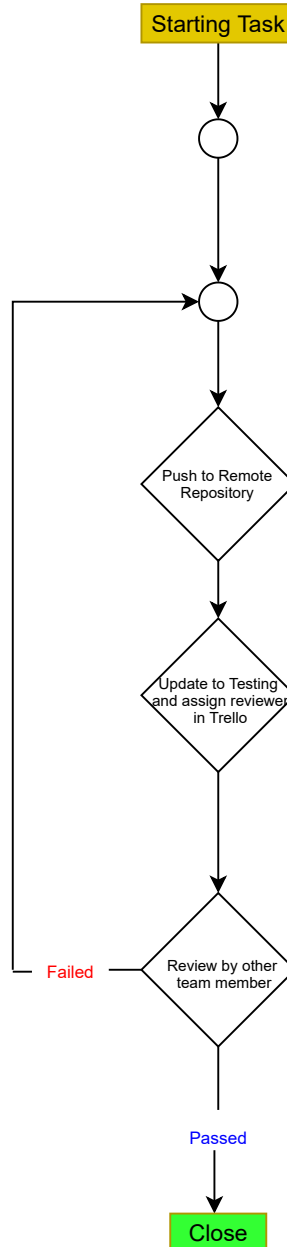 Starting Task
Push to Remote
Repository
Update to Testing
and assign reviewer
in Trello
Failed
Review by other
team member
Passed
Close